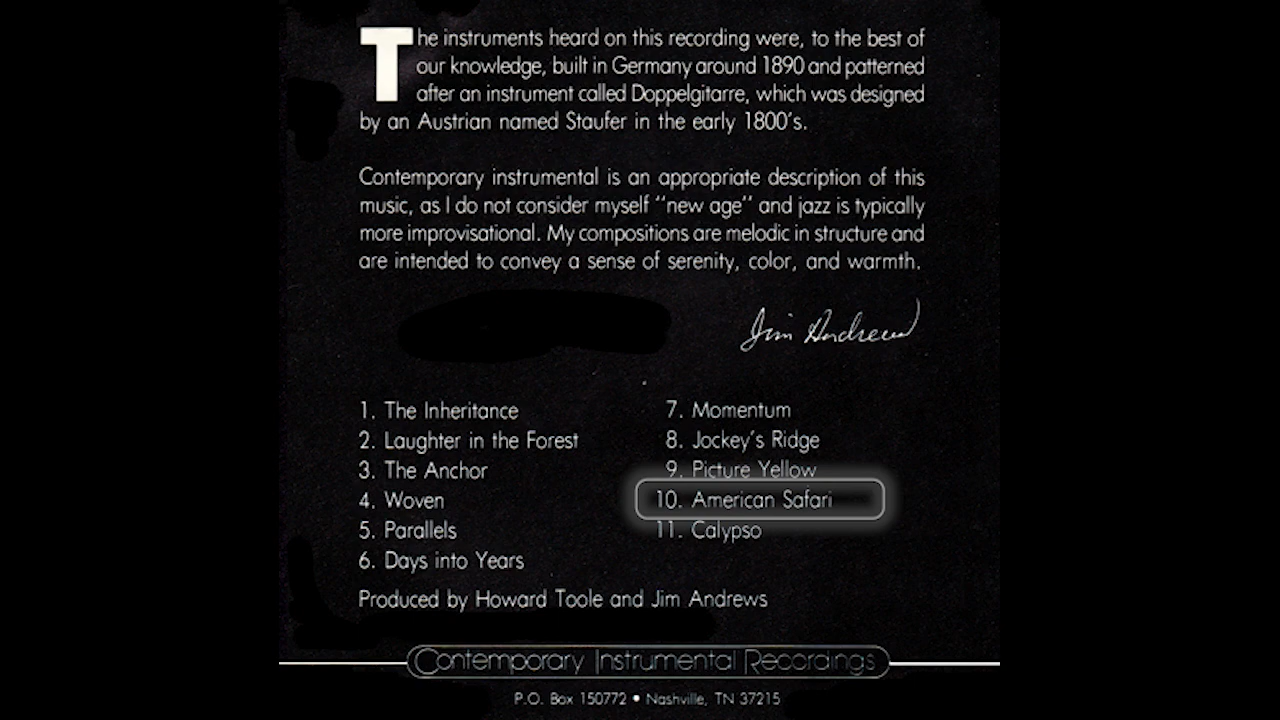 The instruments heard on this recording were, to the best of
our knowledge, built in Germany around 1890 and patterned
after an instrument called Doppelgitarre, which was designed
by an Austrian named Staufer in the early 1800's.
Contemporary instrumental is an appropriate description of this
music, as I do not consider myself "new age" and jazz is typically
more improvisational. My compositions are melodic in structure and
are intended to convey a sense of serenity, color, and warmth.
Jim Andrews
1. The Inheritance
2. Laughter in the Forest
3. The Anchor
4. Woven
5. Parallels
6. Days into Years
7. Momentum
8. Jockey's Ridge
9. Picture Yellow
10. American Safari
11. Calypso
Produced by Howard Toole and Jim Andrews
Contemporary Instrumental Recordings
P.O. Box 150772 • Nashville, TN 37215